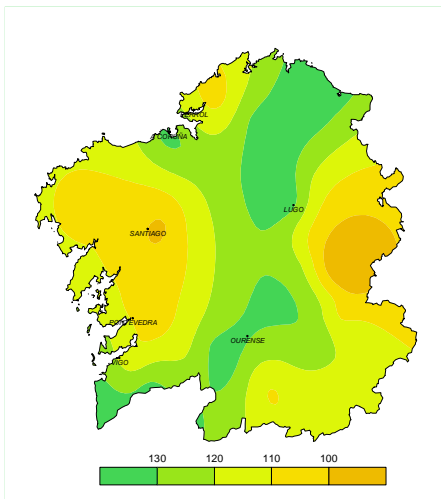 FERROL
A CORUÑA
LUGO
SANTIAGO
PONTEVEDRA
OURENSE
VIGO
130 120 110 100